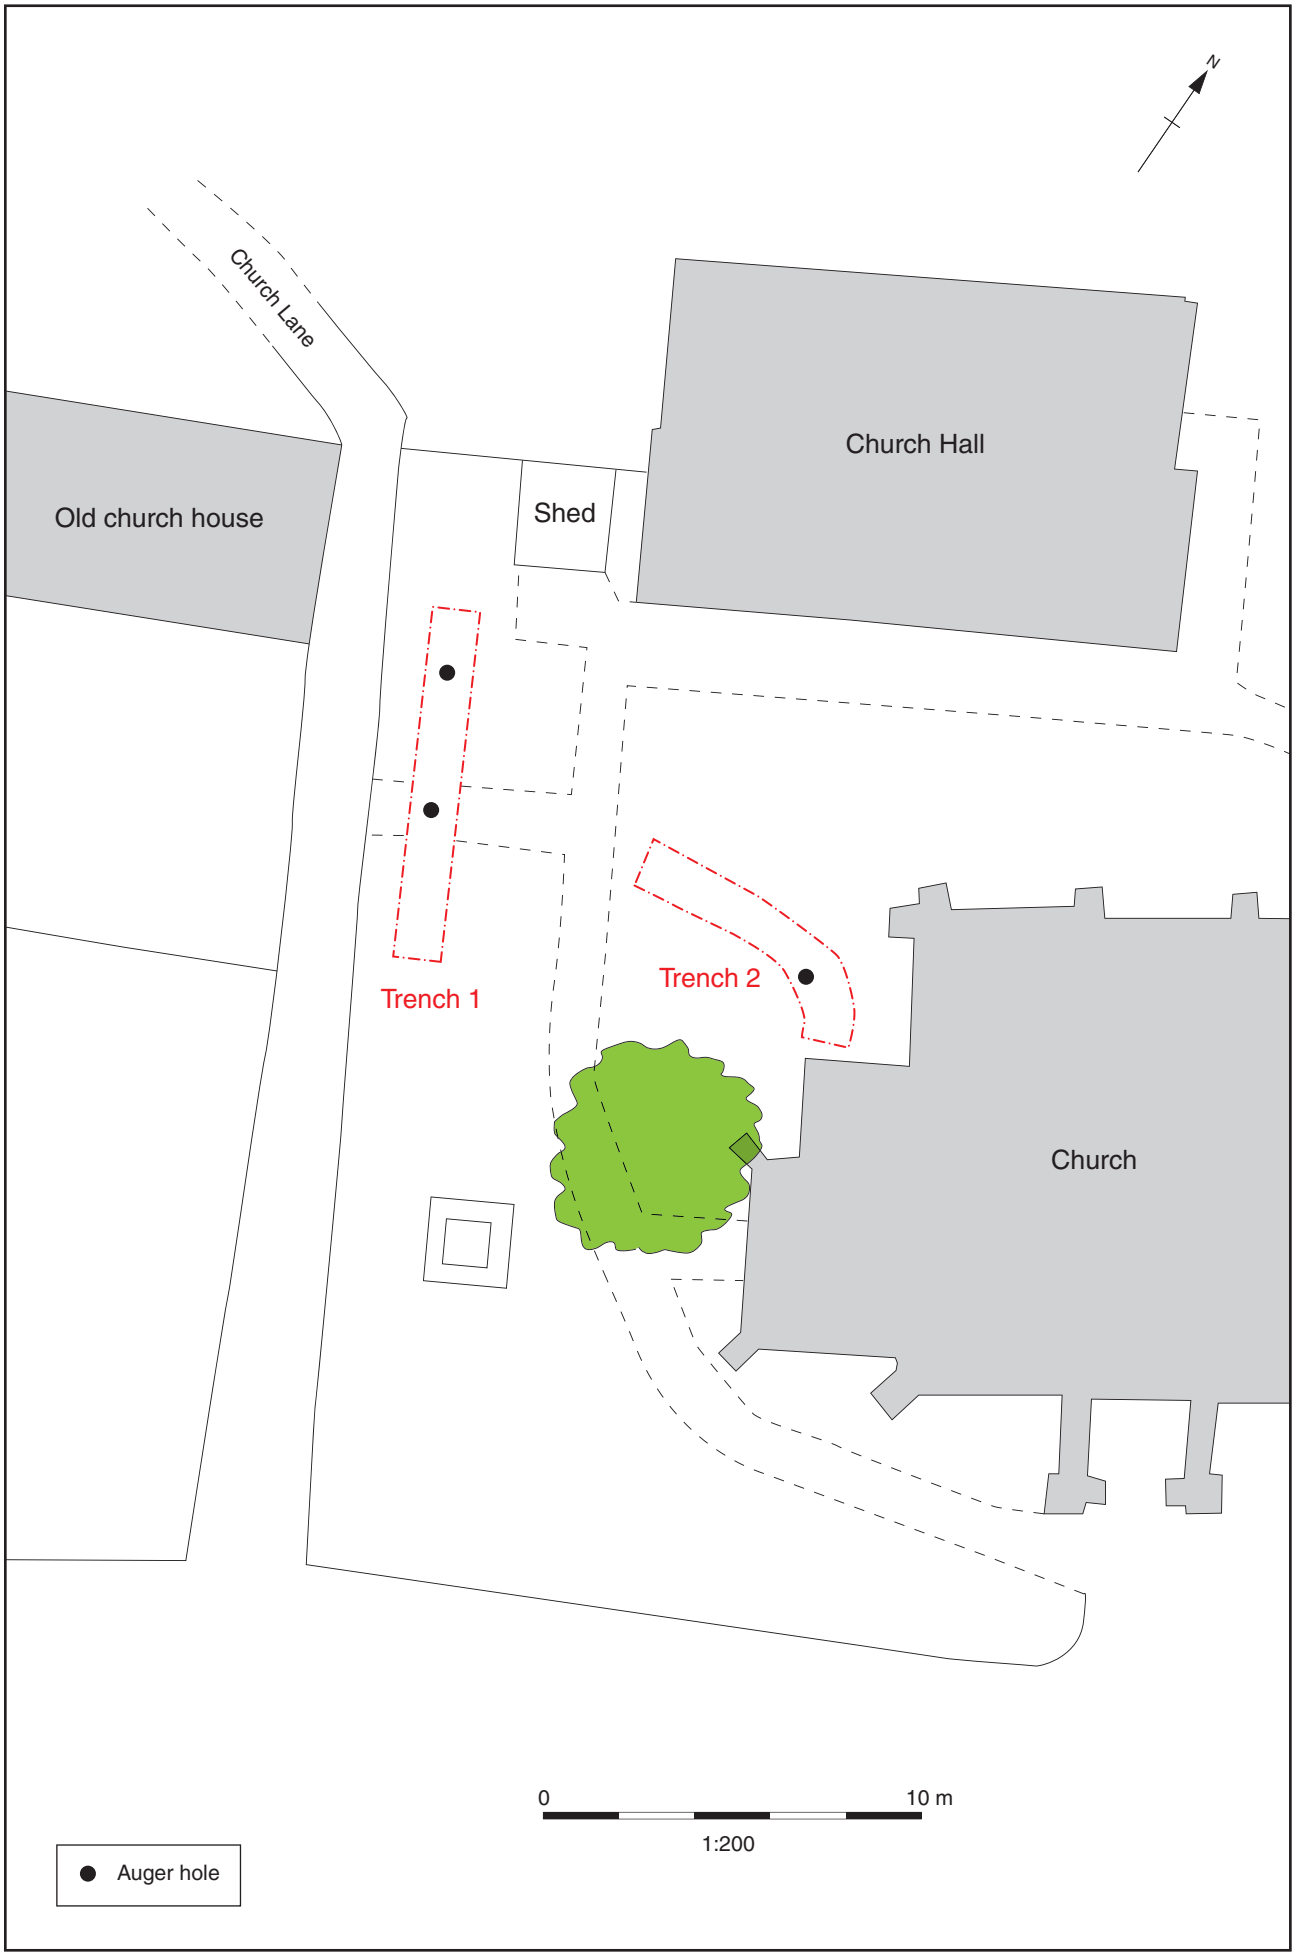 N
Church Lane
Church Hall
Old church house
Shed
Trench 2
Trench 1
Church
0
10 m
1:200
Auger hole